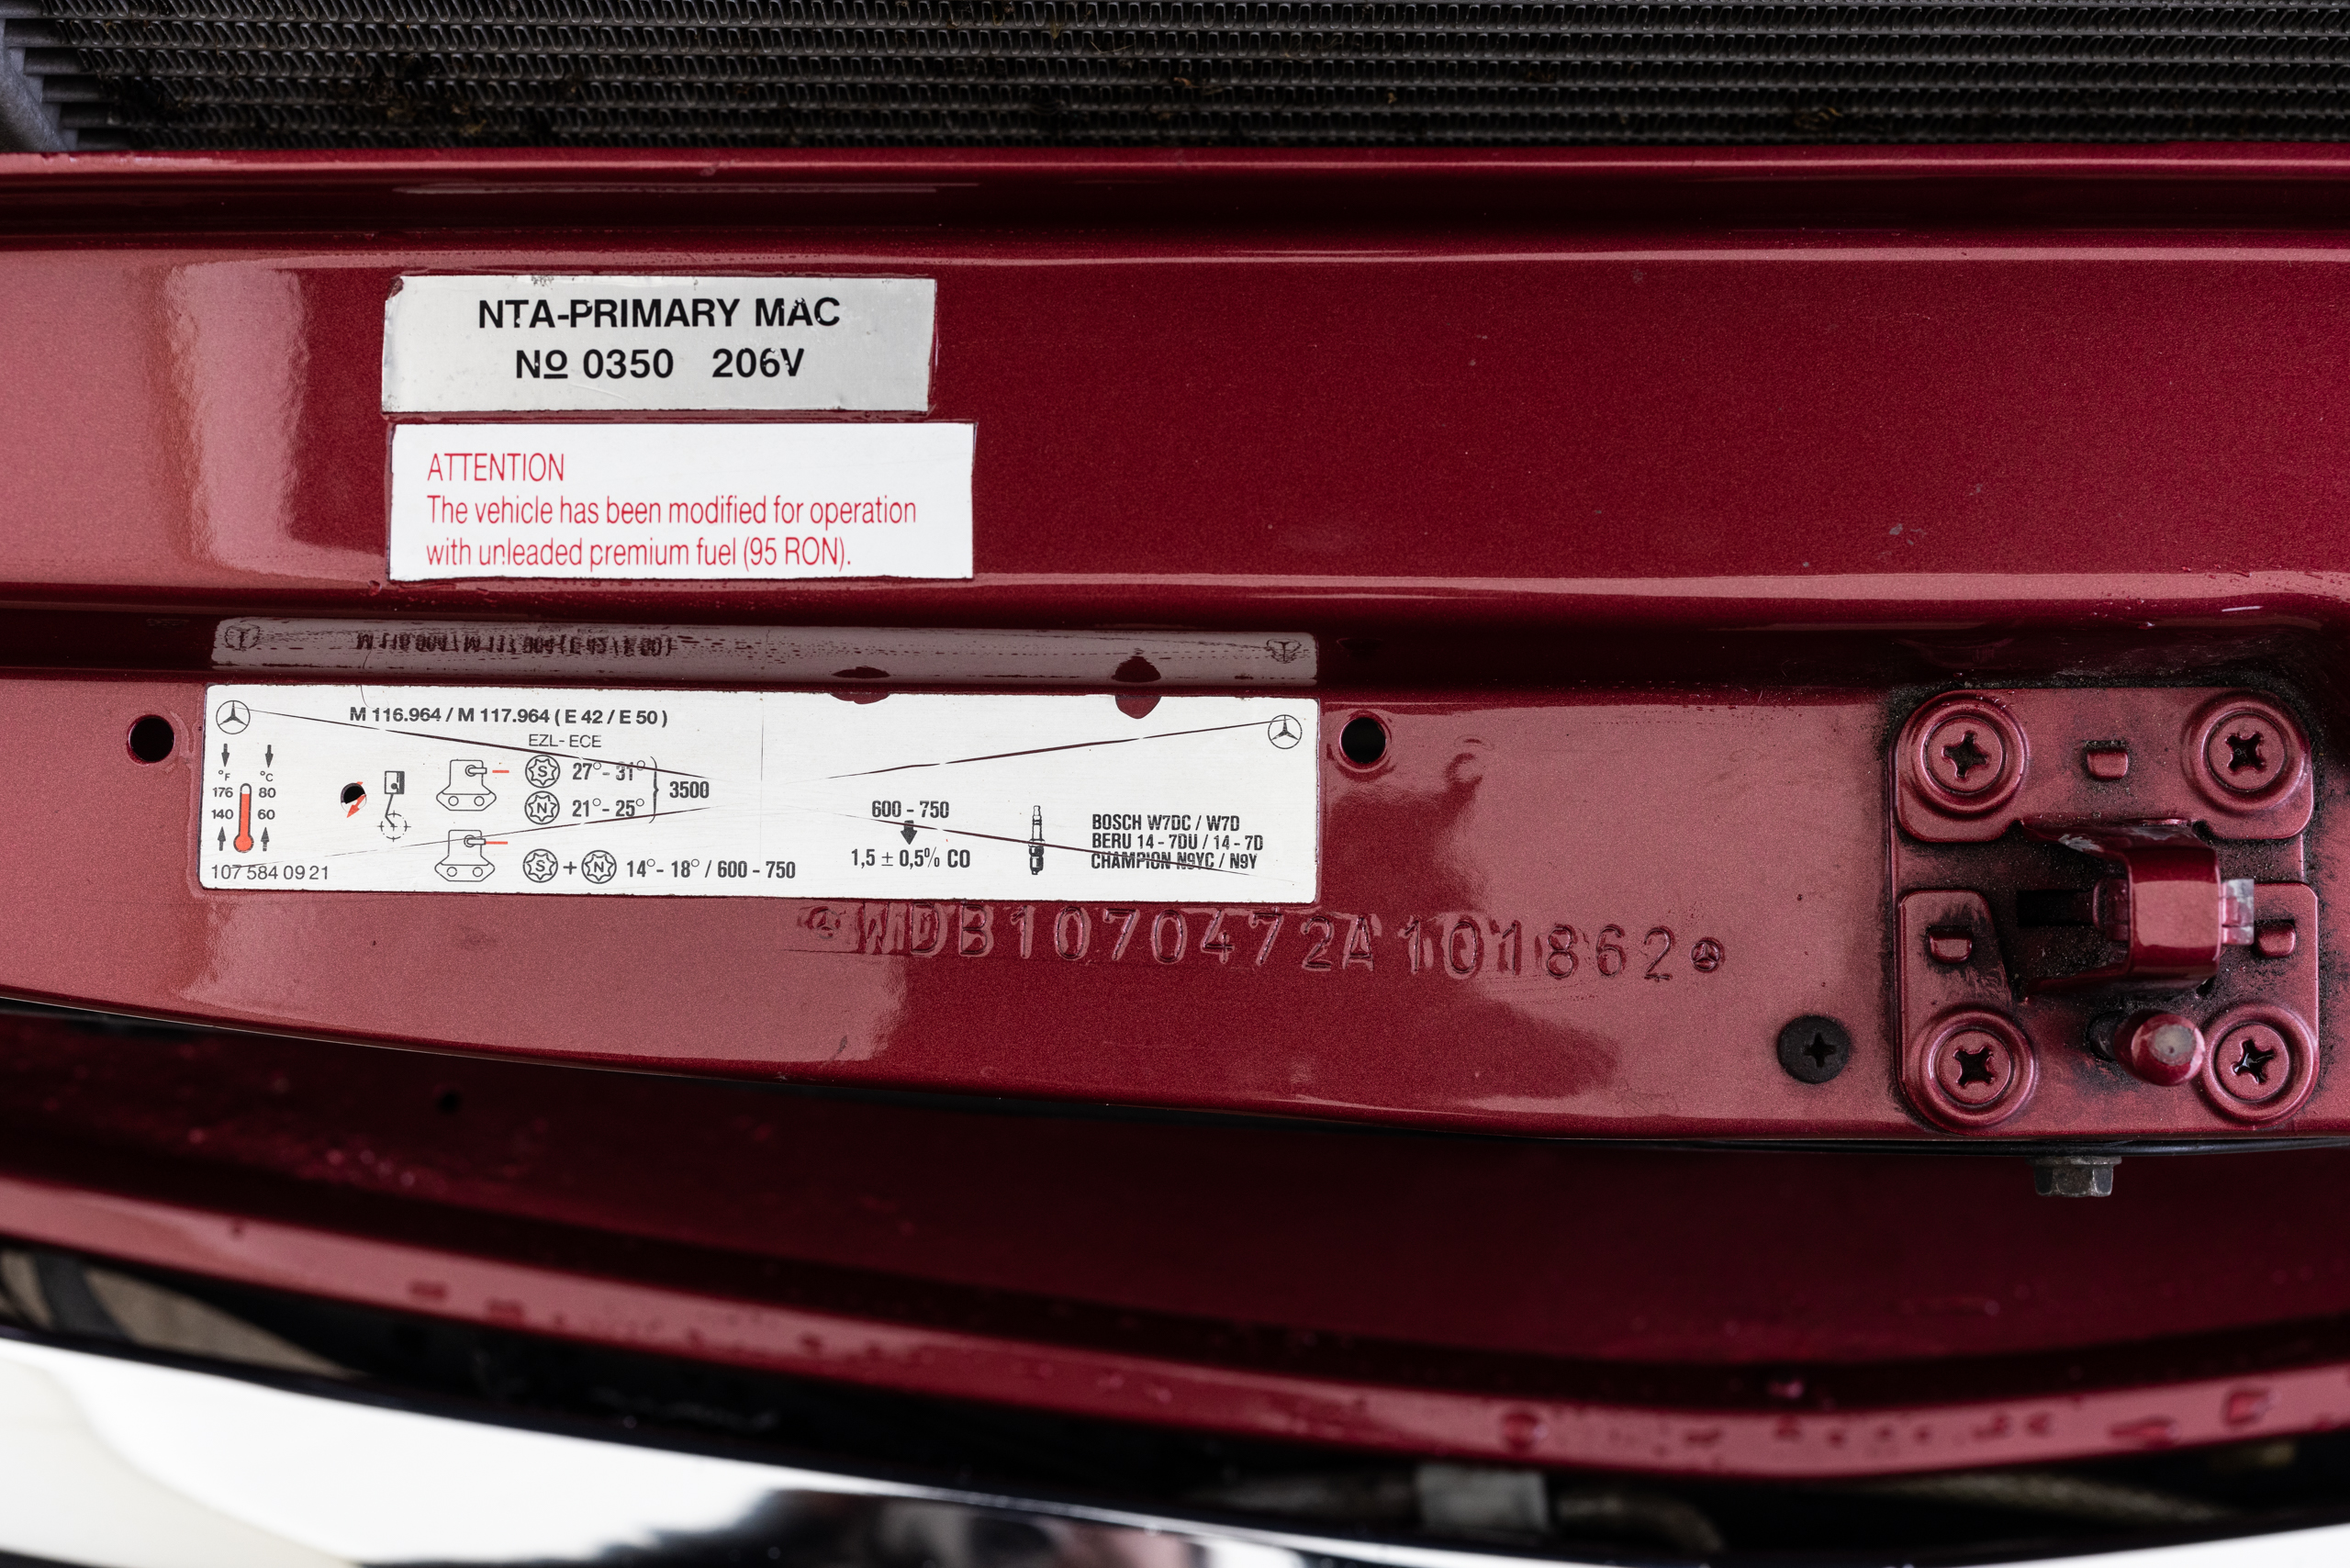 NTA-PRIMARY MAC
Nº 0350 206V
ATTENTION
The vehicle has been modified for operation
with unleaded premium fuel (95 RON).
M 116.964 / M 117.964 ( E 42 / E 50 )
EZL- ECE
°F °C
176 80
140 60
S 27°- 31°
N 21°- 25°
3500
S + N 14°- 18° / 600 - 750
600 - 750
1,5 ± 0,5% CO
BOSCH W7DC / W7D
BERU 14 - 7DU / 14 - 7D
CHAMPION N9YC / N9Y
107 584 09 21
WDB1070472A101862